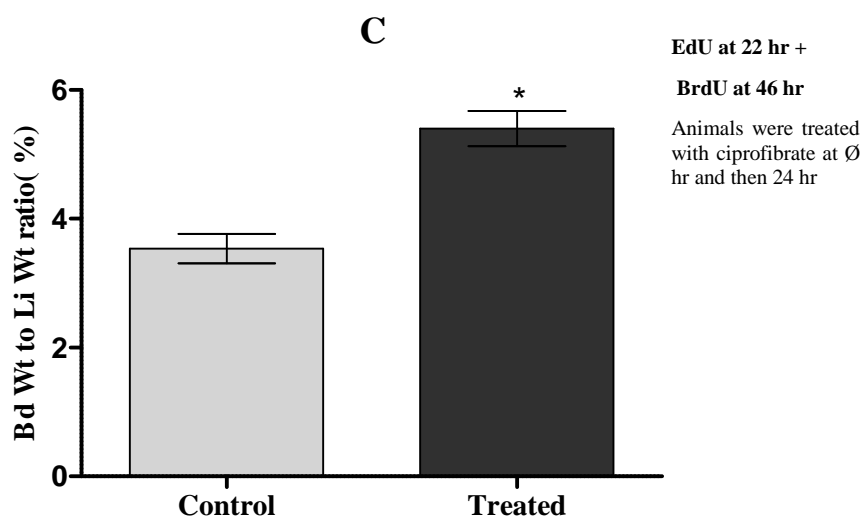 C
EdU at 22 hr +
BrdU at 46 hr
Animals were treated
with ciprofibrate at Ø
hr and then 24 hr
Bd Wt to Li Wt ratio( %)
6
4
2
0
*
Control
Treated